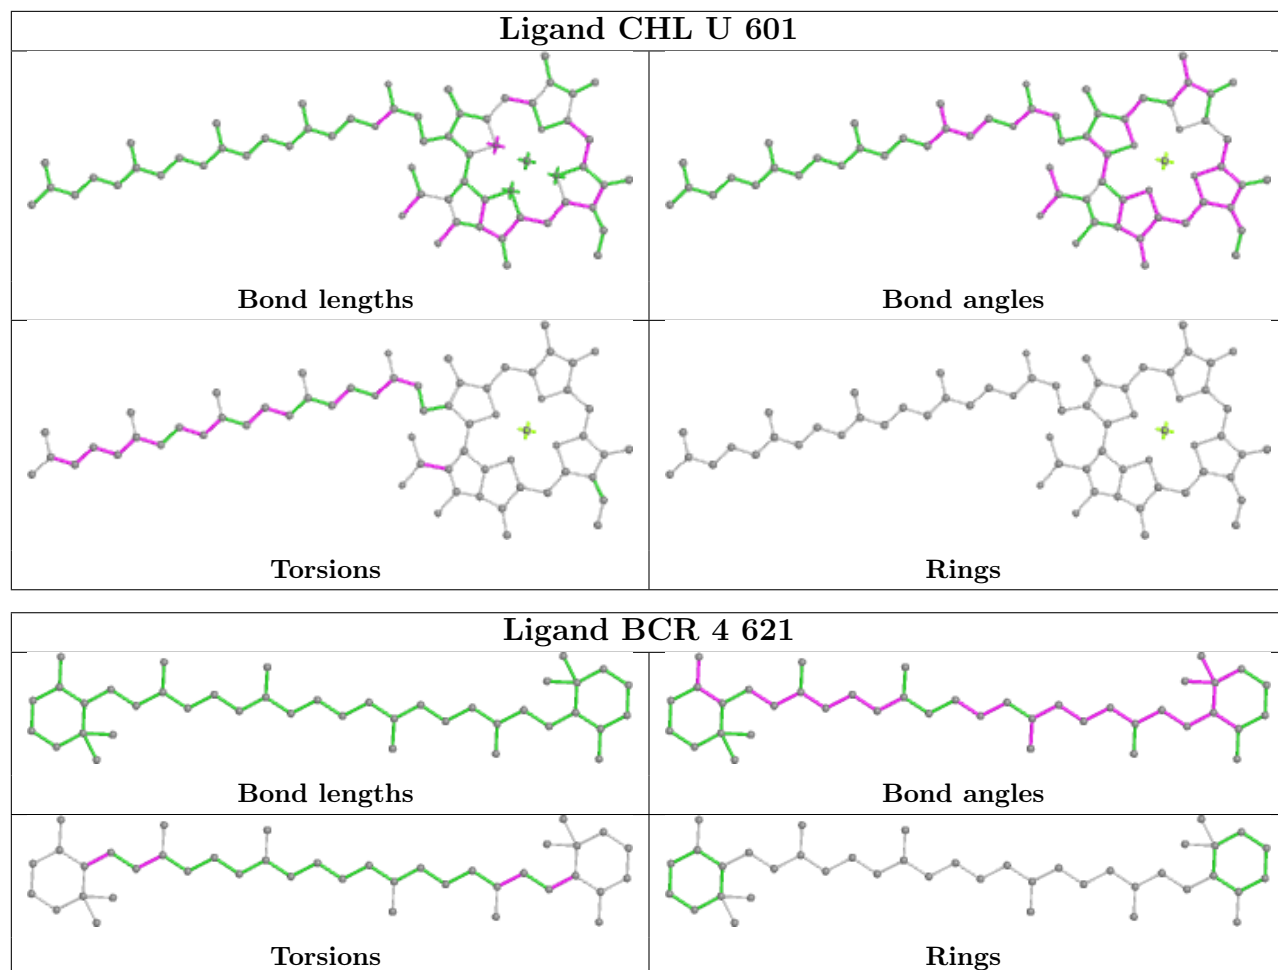 Ligand CHL U 601
Bond lengths
Bond angles
Torsions
Rings
Ligand BCR 4 621
Bond lengths
Bond angles
Torsions
Rings